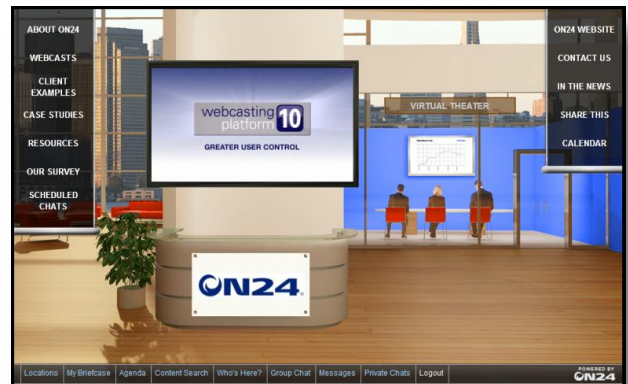 ABOUT ON24
WEBCASTS
CLIENT
EXAMPLES
CASE STUDIES
RESOURCES
OUR SURVEY
SCHEDULED
CHATS
webcasting
platform 10
GREATER USER CONTROL
VIRTUAL THEATER
ON24 WEBSITE
CONTACT US
IN THE NEWS
SHARE THIS
CALENDAR
ON24
Locations My Briefcase Agenda Content Search Who's Here? Group Chat Messages Private Chats Logout
POWERED BY
ON24